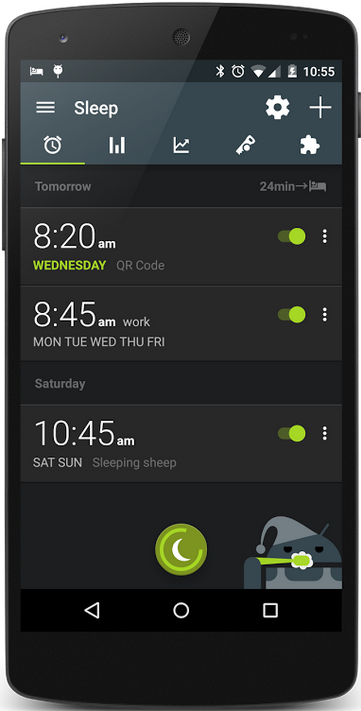 10:55
Sleep
Tomorrow 24min→
8:20am
WEDNESDAY QR Code
8:45am work
MON TUE WED THU FRI
Saturday
10:45am
SAT SUN Sleeping sheep